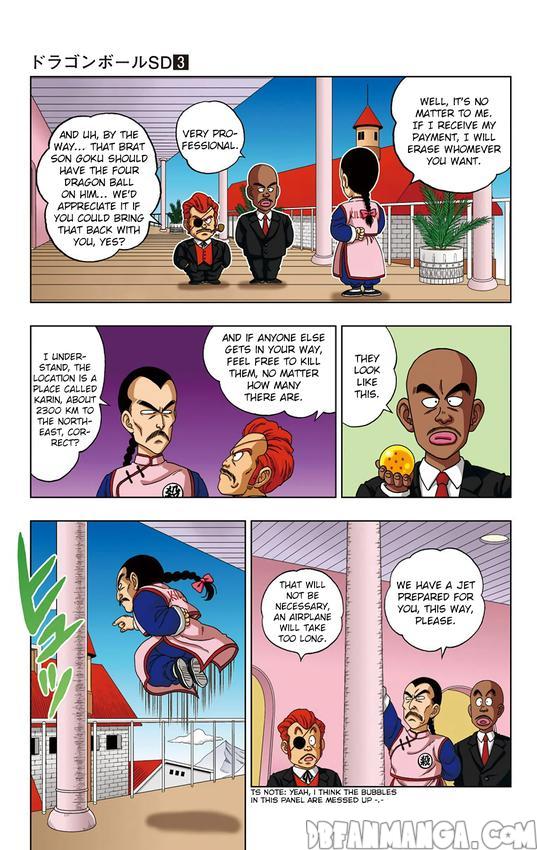 ドラゴンボールSD3
WELL, IT'S NO
MATTER TO ME.
IF I RECEIVE MY
PAYMENT, I WILL
ERASE WHOMEVER
YOU WANT.
VERY PRO-
FESSIONAL.
AND UH, BY THE
WAY... THAT BRAT
SON GOKU SHOULD
HAVE THE FOUR
DRAGON BALL
ON HIM... WE'D
APPRECIATE IT IF
YOU COULD BRING
THAT BACK WITH
YOU, YES?
KILL
THEY
LOOK
LIKE
THIS.
AND IF ANYONE ELSE
GETS IN YOUR WAY,
FEEL FREE TO KILL
THEM, NO MATTER
HOW MANY
THERE ARE.
I UNDER-
STAND, THE
LOCATION IS A
PLACE CALLED
KARIN, ABOUT
2300 KM TO
THE NORTH-
EAST, COR-
RECT?
殺
WE HAVE A JET
PREPARED FOR
YOU, THIS WAY,
PLEASE.
THAT WILL
NOT BE
NECESSARY,
AN AIRPLANE
WILL TAKE
TOO LONG.
殺
TS NOTE: YEAH, I THINK THE BUBBLES
IN THIS PANEL ARE MESSED UP -.-
ビュッ
DBFANMANGA.COM